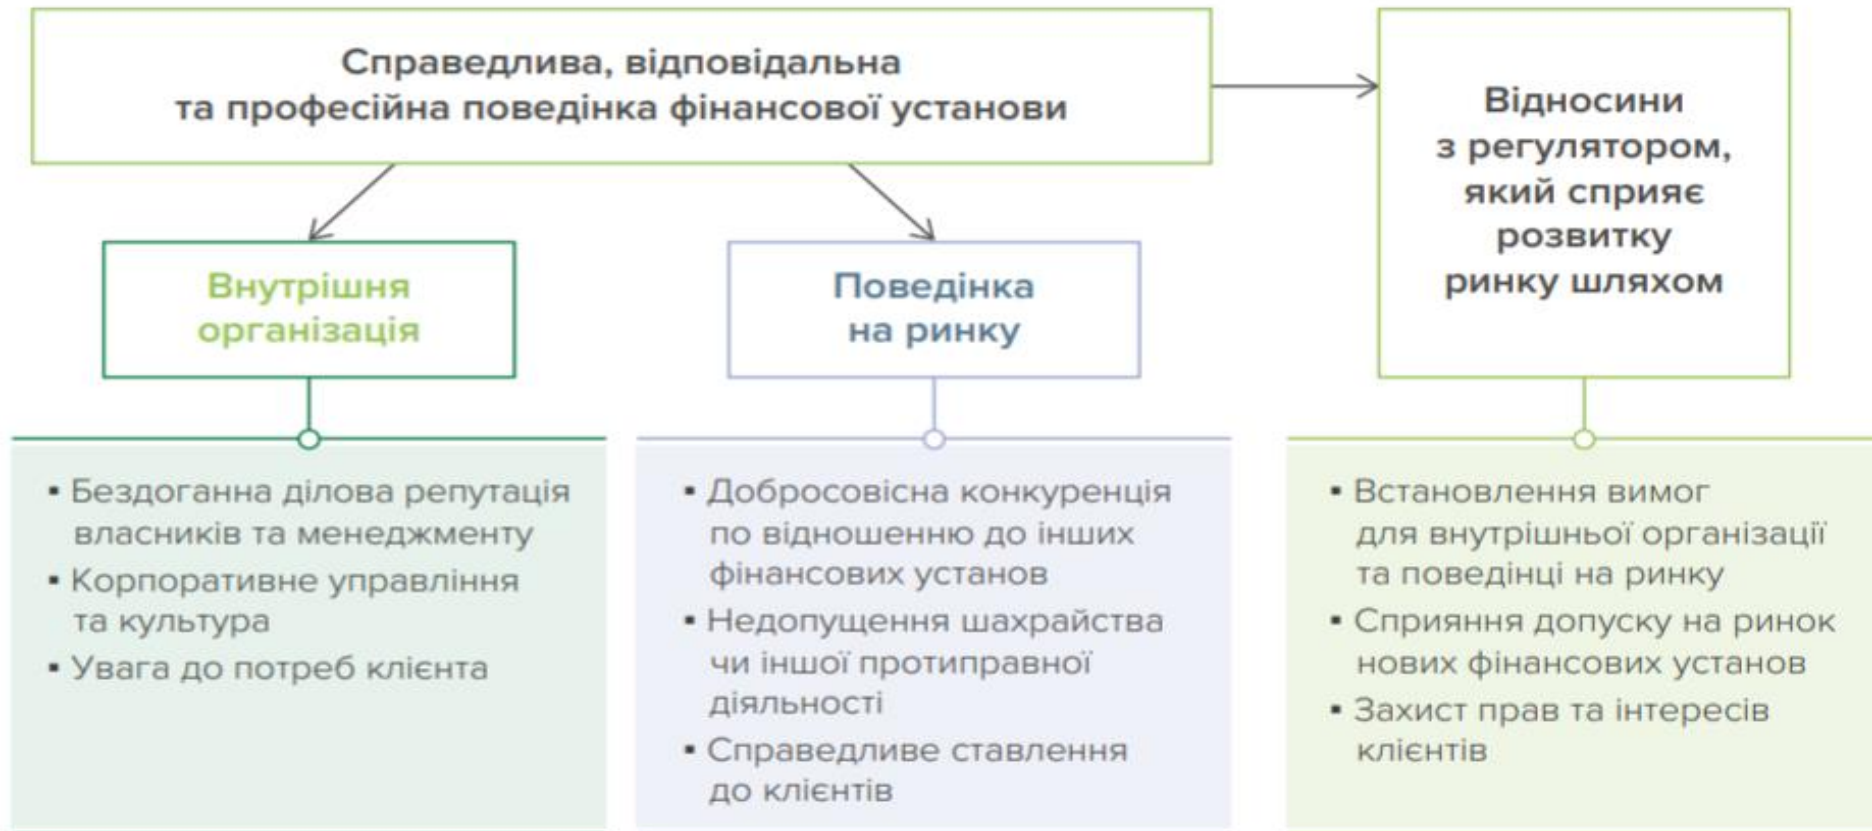 Справедлива, відповідальна
та професійна поведінка фінансової установи
Відносини
з регулятором,
який сприяє
розвитку
ринку шляхом
Внутрішня
організація
Поведінка
на ринку
▪ Бездоганна ділова репутація
власників та менеджменту
▪ Корпоративне управління
та культура
▪ Увага до потреб клієнта
▪ Добросовісна конкуренція
по відношенню до інших
фінансових установ
▪ Недопущення шахрайства
чи іншої протиправної
діяльності
▪ Справедливе ставлення
до клієнтів
▪ Встановлення вимог
для внутрішньої організації
та поведінці на ринку
▪ Сприяння допуску на ринок
нових фінансових установ
▪ Захист прав та інтересів
клієнтів